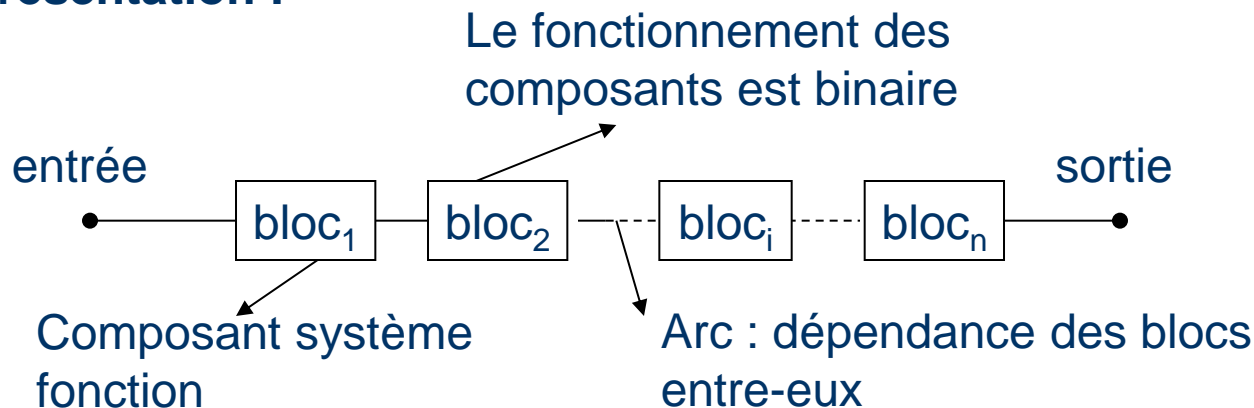 résentation :
Le fonctionnement des
composants est binaire
entrée
sortie
bloc₁
bloc₂
blocᵢ
blocₙ
Composant système
fonction
Arc : dépendance des blocs
entre-eux